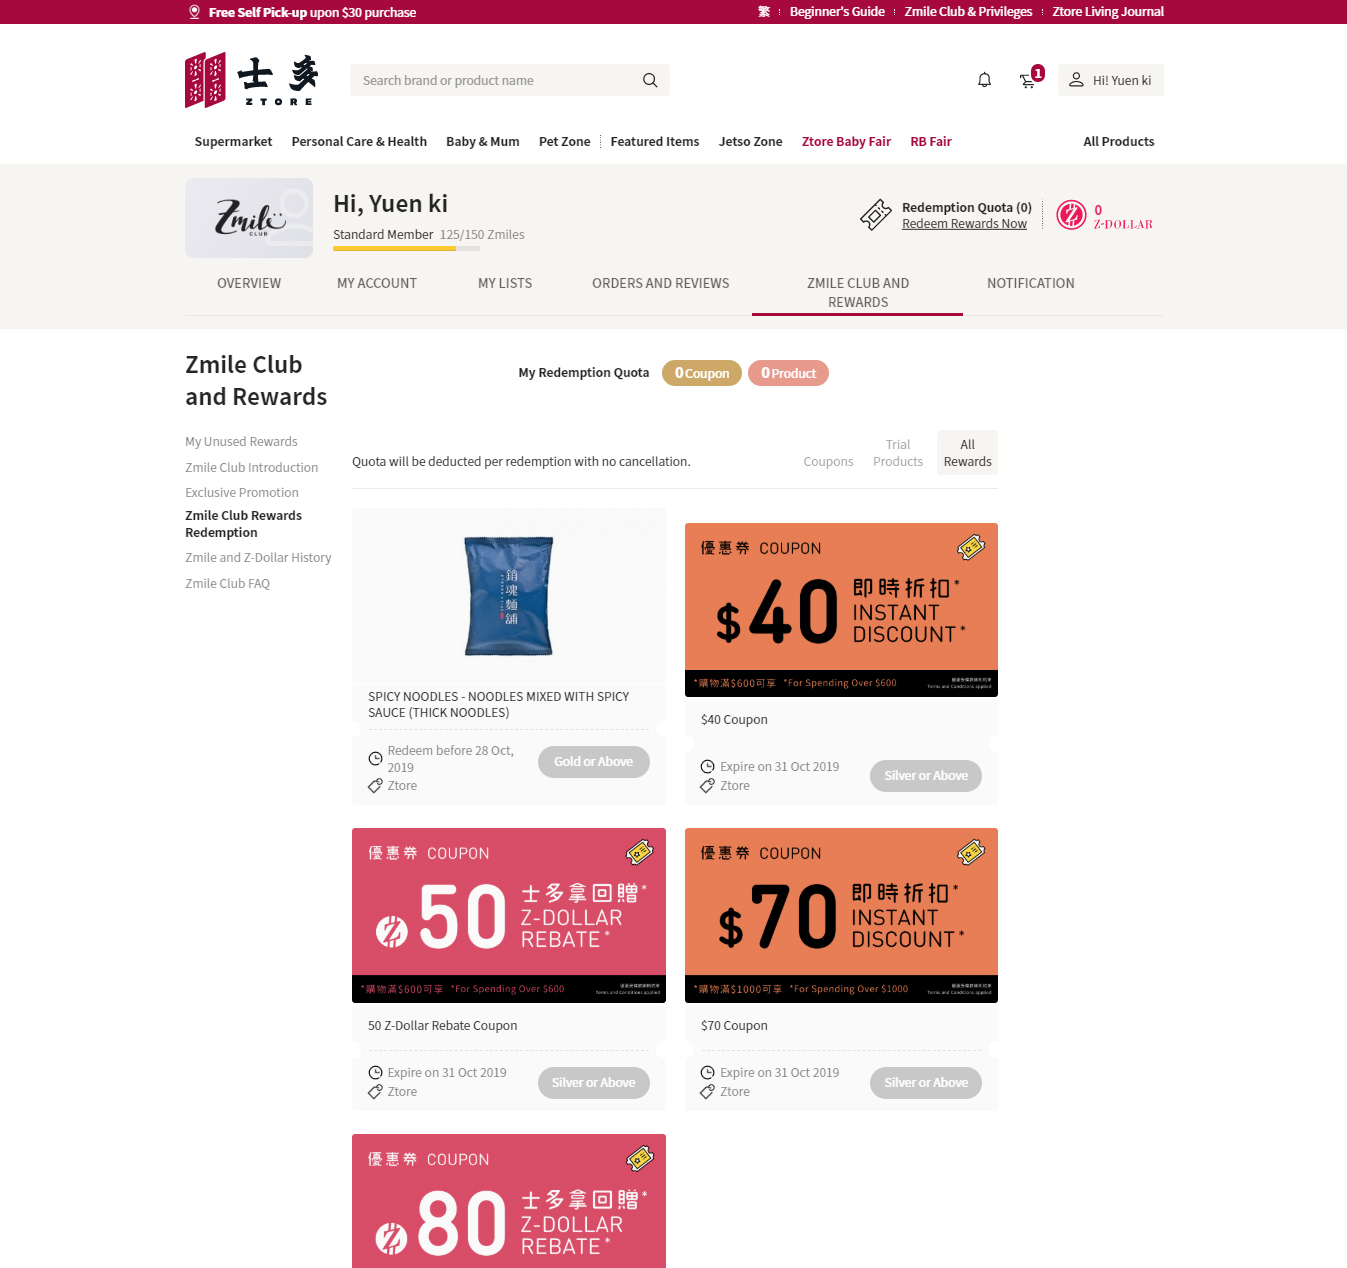 Free Self Pick-up upon $30 purchase
繁
Beginner's Guide
Zmile Club & Privileges
Ztore Living Journal
士多
ZTORE
Search brand or product name
1
Hi! Yuen ki
Supermarket
Personal Care & Health
Baby & Mum
Pet Zone
Featured Items
Jetso Zone
Ztore Baby Fair
RB Fair
All Products
Zmile
CLUB
Hi, Yuen ki
Standard Member 125/150 Zmiles
Redemption Quota (0)
Redeem Rewards Now
0
Z-DOLLAR
OVERVIEW
MY ACCOUNT
MY LISTS
ORDERS AND REVIEWS
ZMILE CLUB AND
REWARDS
NOTIFICATION
Zmile Club
and Rewards
My Unused Rewards
Zmile Club Introduction
Exclusive Promotion
Zmile Club Rewards
Redemption
Zmile and Z-Dollar History
Zmile Club FAQ
My Redemption Quota
0 Coupon
0 Product
Quota will be deducted per redemption with no cancellation.
Coupons
Trial
Products
All
Rewards
銷魂麵舖
SPICY NOODLES - NOODLES MIXED WITH SPICY
SAUCE (THICK NOODLES)
Redeem before 28 Oct,
2019
Ztore
Gold or Above
優惠券 COUPON
$40
即時折扣*
INSTANT
DISCOUNT*
*購物滿$600可享 *For Spending Over $600
Terms and Conditions applied
$40 Coupon
Expire on 31 Oct 2019
Ztore
Silver or Above
優惠券 COUPON
50
士多拿回贈*
Z-DOLLAR
REBATE*
*購物滿$600可享 *For Spending Over $600
Terms and Conditions applied
50 Z-Dollar Rebate Coupon
Expire on 31 Oct 2019
Ztore
Silver or Above
優惠券 COUPON
$70
即時折扣*
INSTANT
DISCOUNT*
*購物滿$1000可享 *For Spending Over $1000
Terms and Conditions applied
$70 Coupon
Expire on 31 Oct 2019
Ztore
Silver or Above
優惠券 COUPON
80
士多拿回贈*
Z-DOLLAR
REBATE*